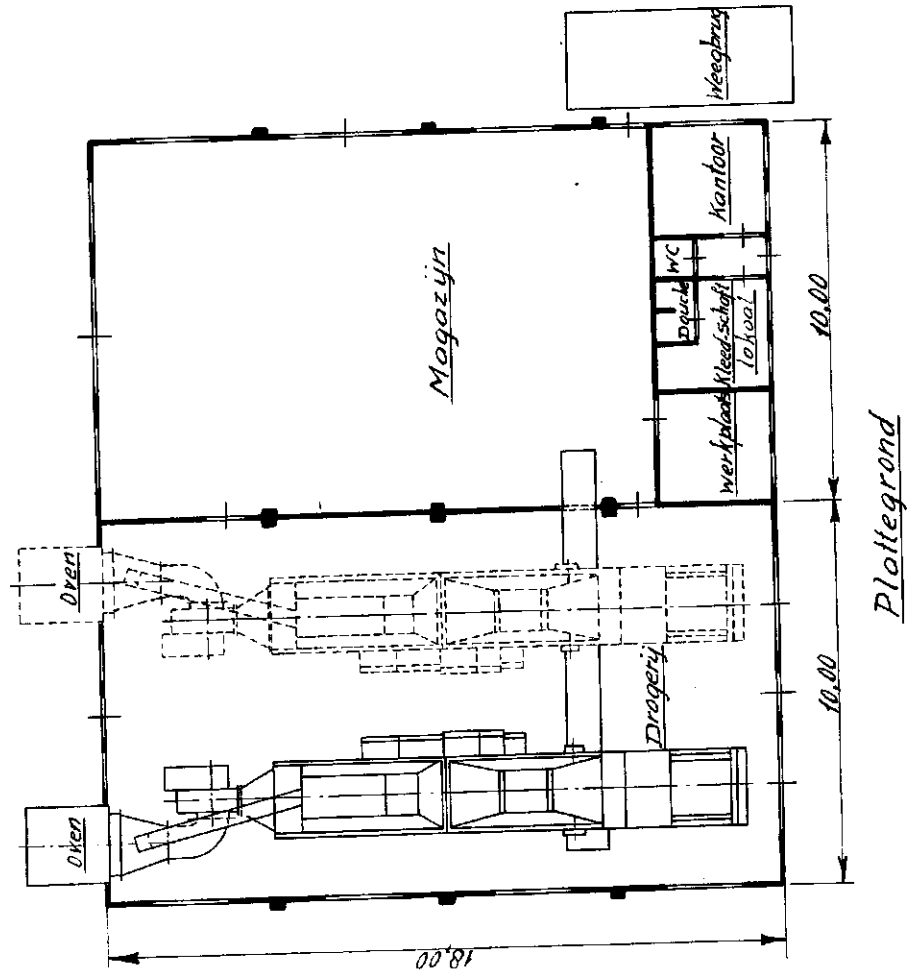 Weegbrug
Kantoor
WC
Douche
Kleed-schaft
lokaal
werkplaats
Magazijn
Oven
Oven
Drogerij
10,00
10,00
18,00
Plattegrond